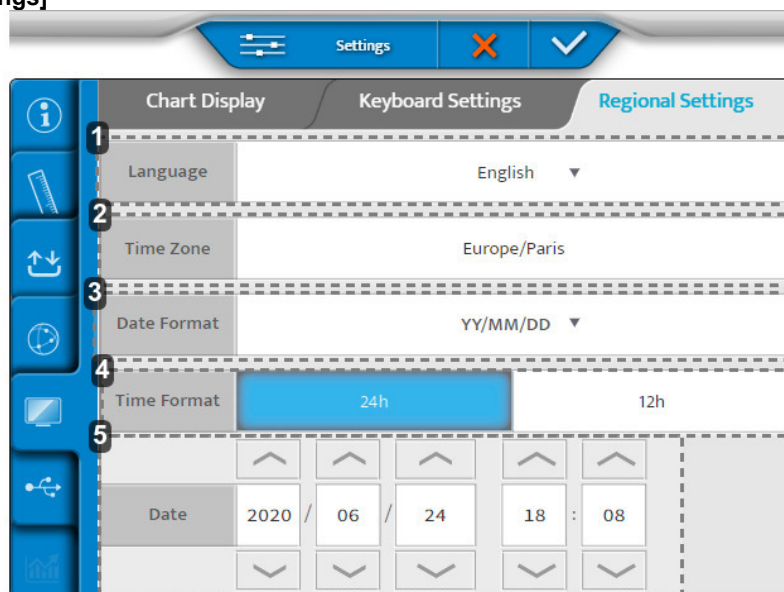 ngs]
Settings
Chart Display Keyboard Settings Regional Settings
1
Language English ▼
2
Time Zone Europe/Paris
3
Date Format YY/MM/DD ▼
4
Time Format 24h 12h
5
Date 2020 / 06 / 24 18 : 08